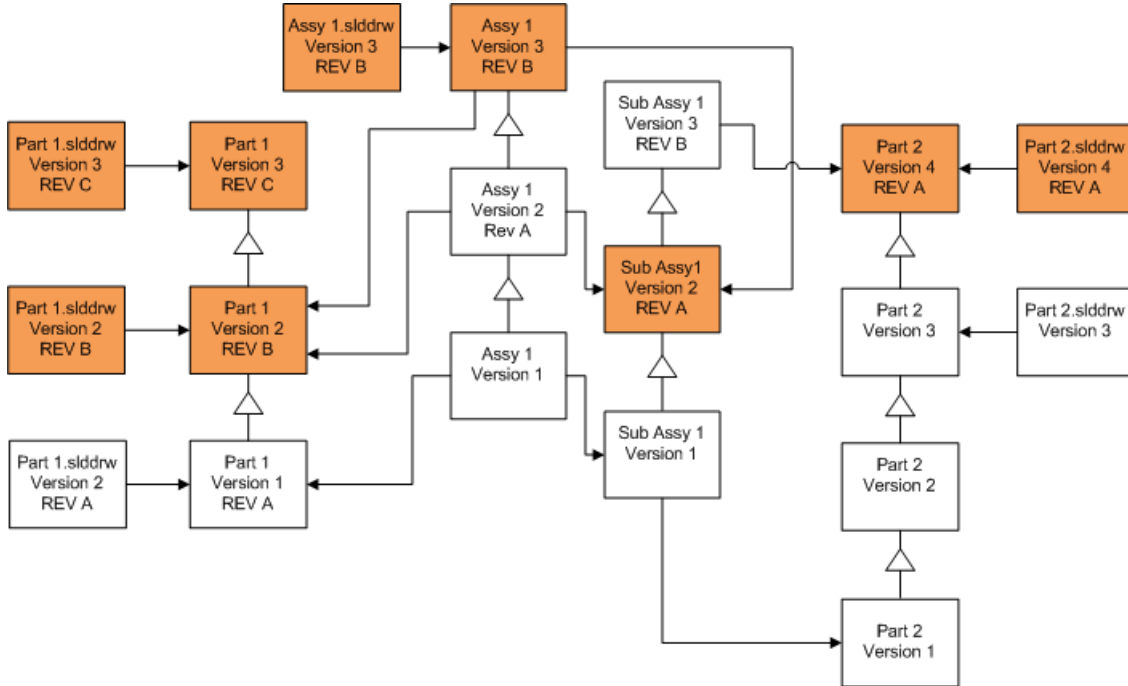 Assy 1.slddrw
Version 3
REV B
Assy 1
Version 3
REV B
Sub Assy 1
Version 3
REV B
Part 1.slddrw
Version 3
REV C
Part 1
Version 3
REV C
Part 2
Version 4
REV A
Part 2.slddrw
Version 4
REV A
Assy 1
Version 2
Rev A
Sub Assy1
Version 2
REV A
Part 1.slddrw
Version 2
REV B
Part 1
Version 2
REV B
Part 2
Version 3
Part 2.slddrw
Version 3
Assy 1
Version 1
Sub Assy 1
Version 1
Part 1.slddrw
Version 2
REV A
Part 1
Version 1
REV A
Part 2
Version 2
Part 2
Version 1